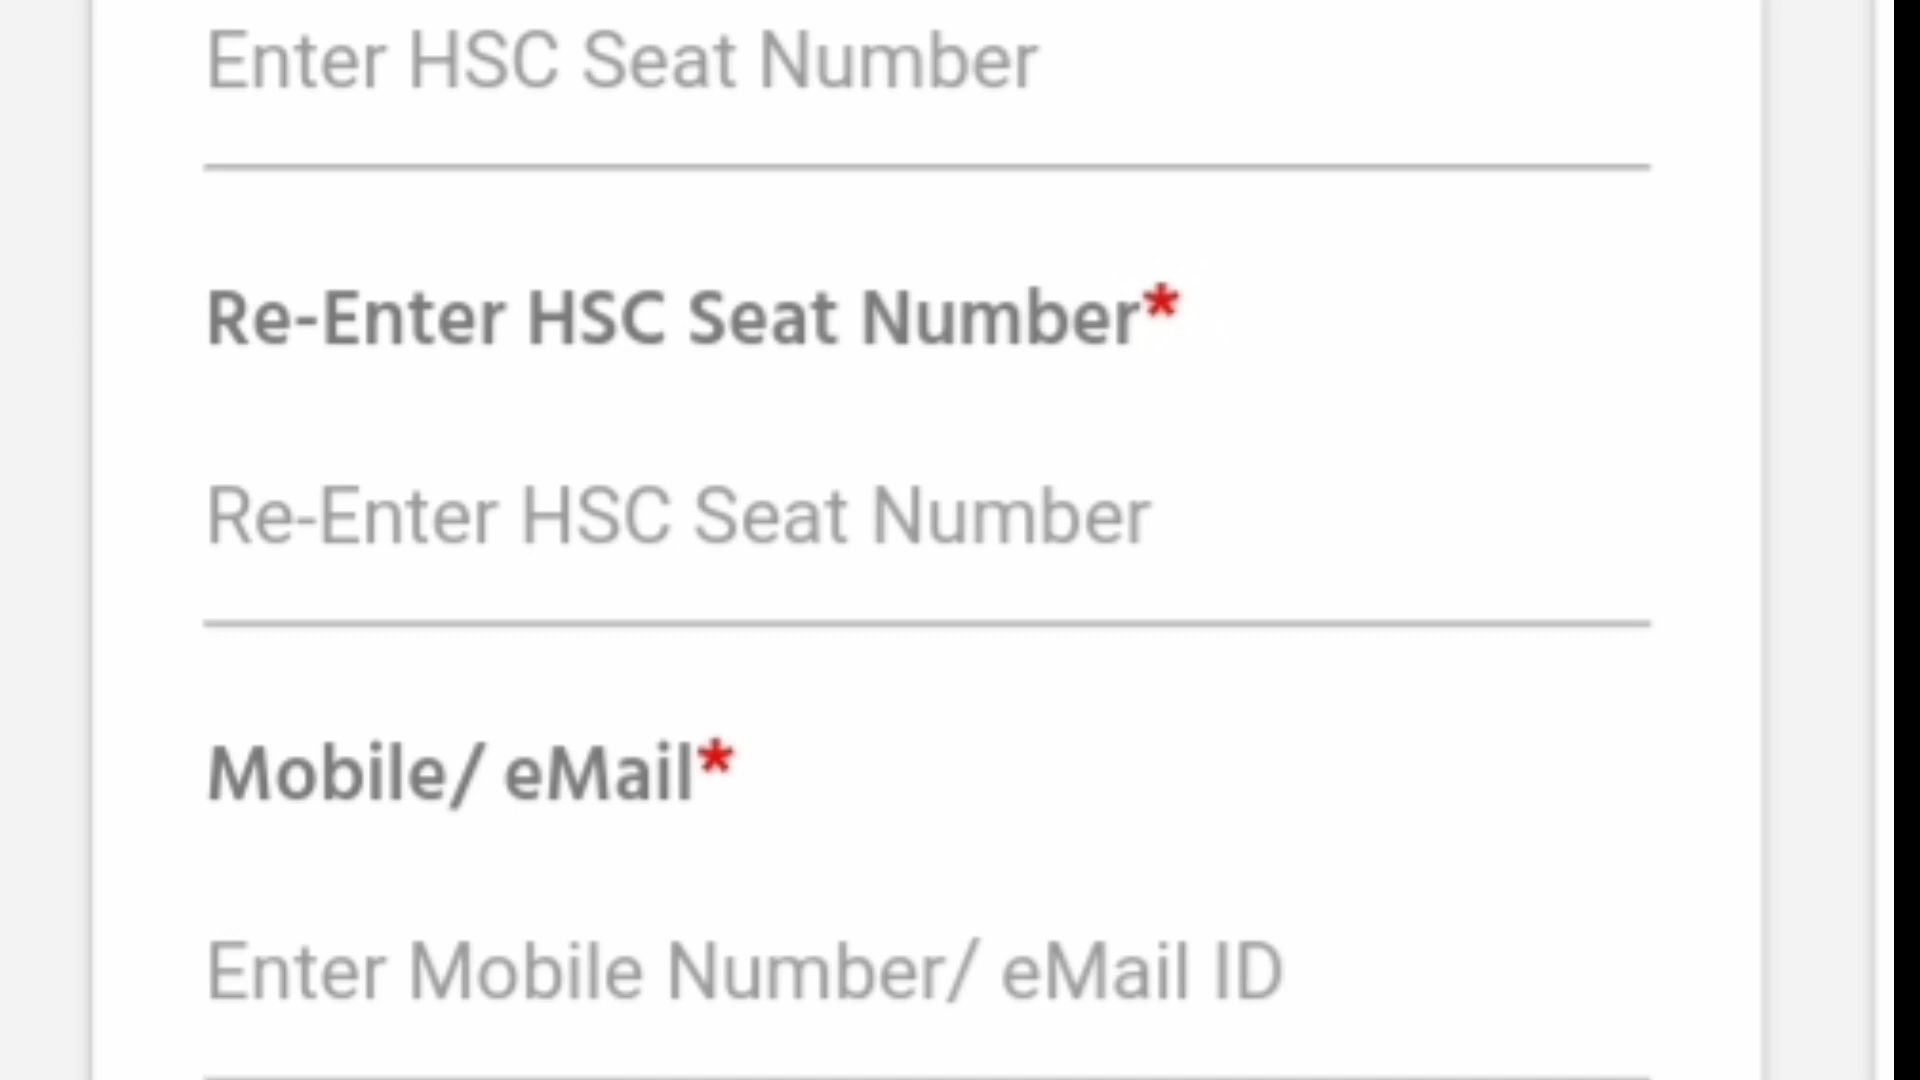 Enter HSC Seat Number
Re-Enter HSC Seat Number*
Re-Enter HSC Seat Number
Mobile/ eMail*
Enter Mobile Number/ eMail ID